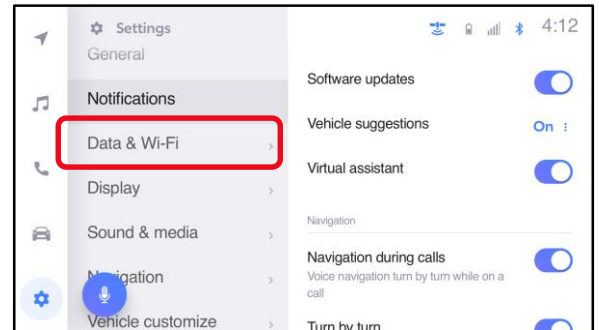 Settings
4:12
General
Notifications
Data & Wi-Fi
Display
Sound & media
Navigation
Vehicle customize
Software updates
Vehicle suggestions
On
Virtual assistant
Navigation
Navigation during calls
Voice navigation turn by turn while on a
call
Turn by turn